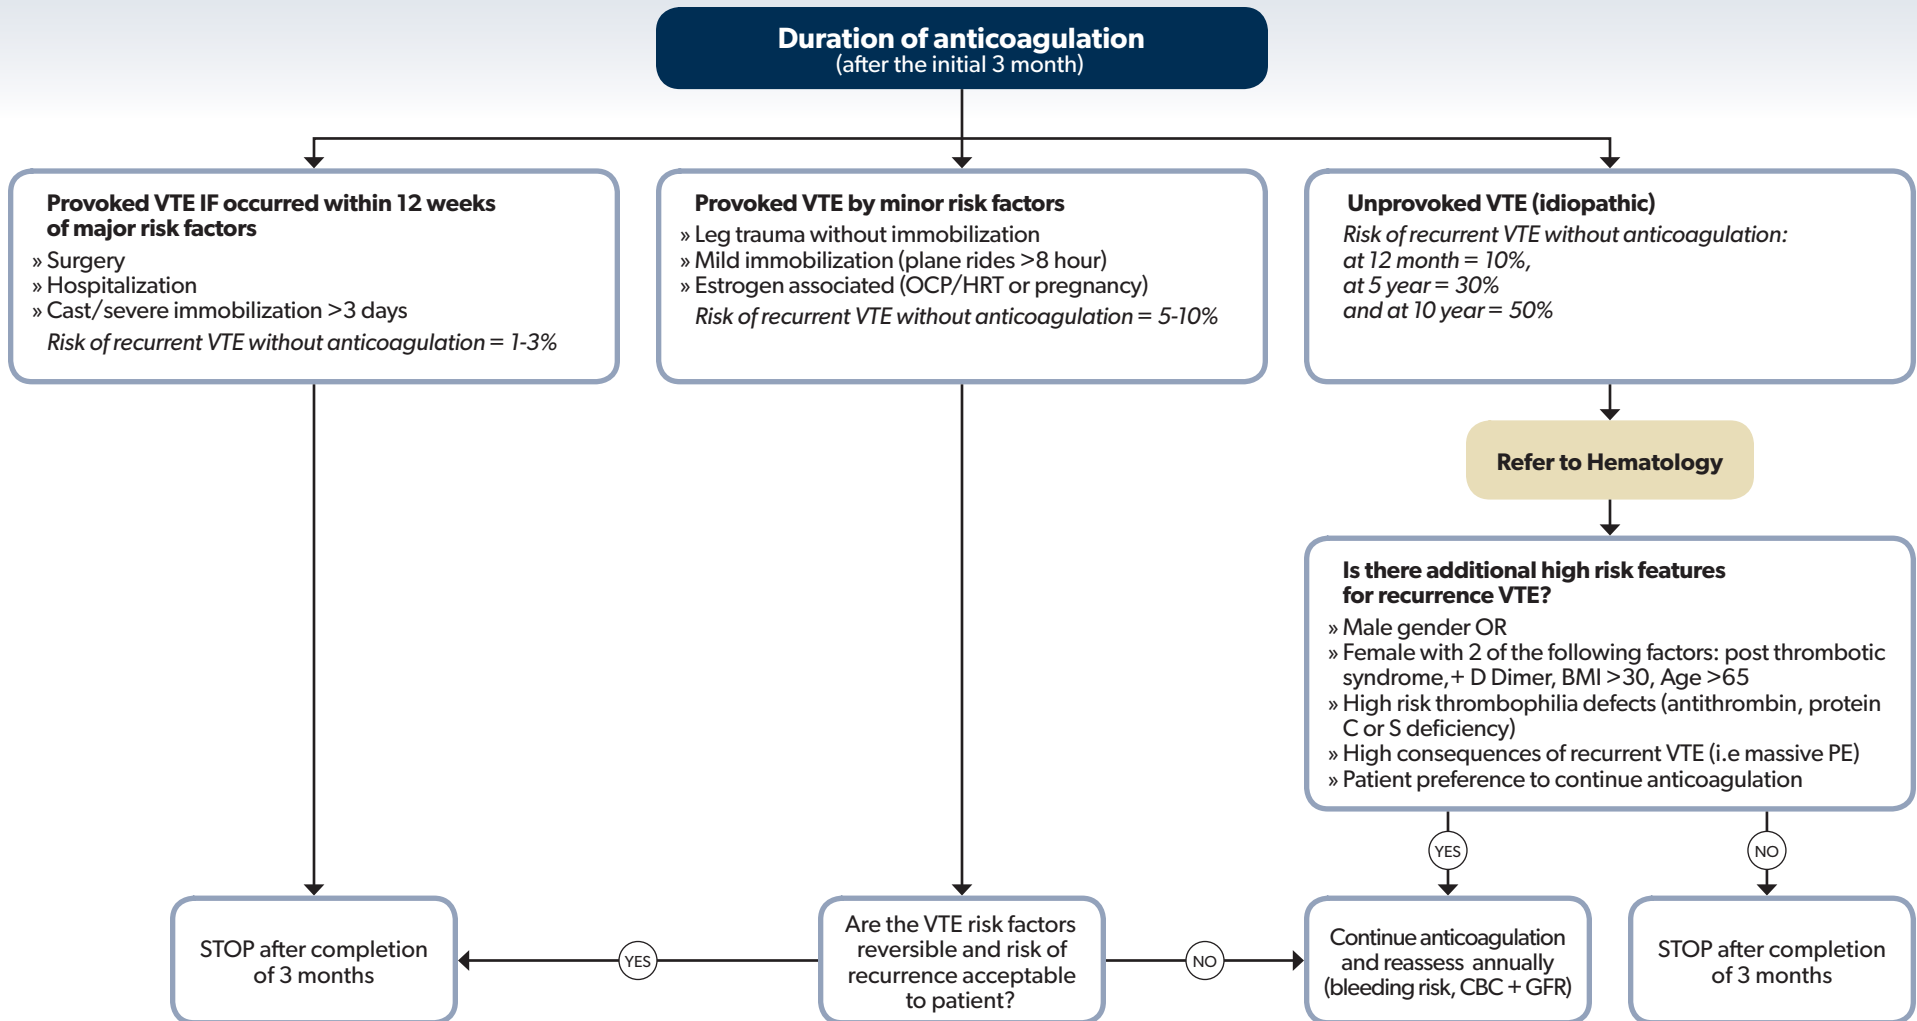 Duration of anticoagulation
(after the initial 3 month)
Provoked VTE IF occurred within 12 weeks
of major risk factors
» Surgery
» Hospitalization
» Cast/severe immobilization >3 days
Risk of recurrent VTE without anticoagulation = 1-3%
Provoked VTE by minor risk factors
» Leg trauma without immobilization
» Mild immobilization (plane rides >8 hour)
» Estrogen associated (OCP/HRT or pregnancy)
Risk of recurrent VTE without anticoagulation = 5-10%
Unprovoked VTE (idiopathic)
Risk of recurrent VTE without anticoagulation:
at 12 month = 10%,
at 5 year = 30%
and at 10 year = 50%
Refer to Hematology
Is there additional high risk features
for recurrence VTE?
» Male gender OR
» Female with 2 of the following factors: post thrombotic
syndrome,+ D Dimer, BMI >30, Age >65
» High risk thrombophilia defects (antithrombin, protein
C or S deficiency)
» High consequences of recurrent VTE (i.e massive PE)
» Patient preference to continue anticoagulation
YES
NO
STOP after completion
of 3 months
YES
Are the VTE risk factors
reversible and risk of
recurrence acceptable
to patient?
NO
Continue anticoagulation
and reassess annually
(bleeding risk, CBC + GFR)
STOP after completion
of 3 months